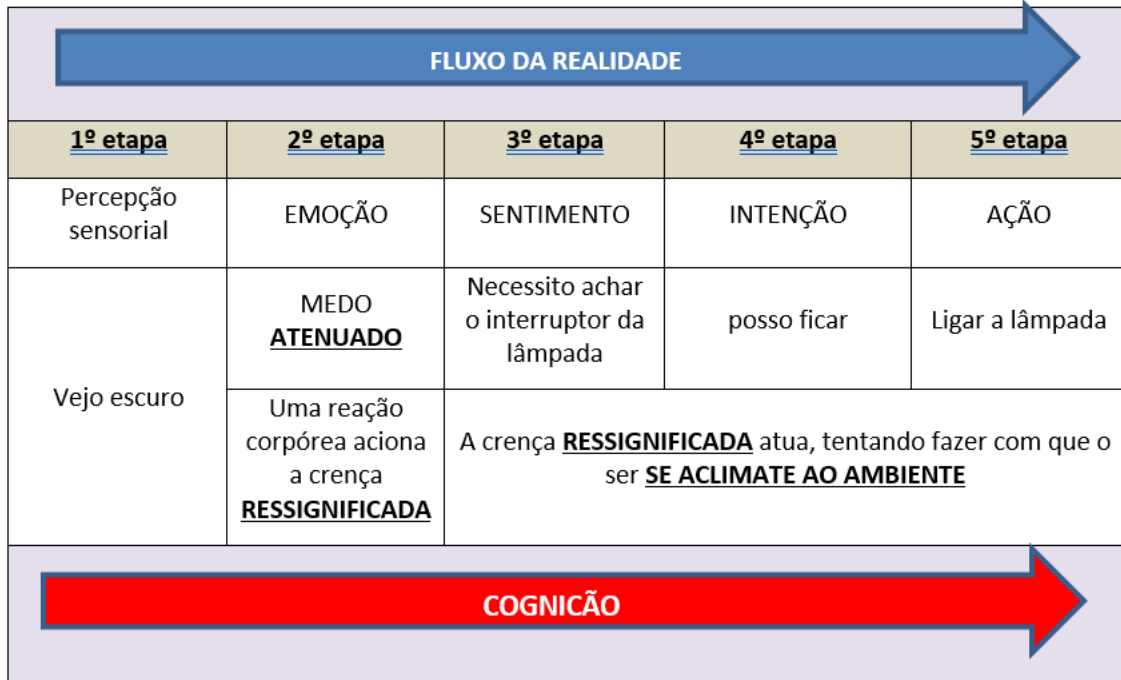 FLUXO DA REALIDADE
1º etapa
2º etapa
3º etapa
4º etapa
5º etapa
Percepção
sensorial
EMOÇÃO
SENTIMENTO
INTENÇÃO
AÇÃO
Vejo escuro
MEDO
ATENUADO
Necessito achar
o interruptor da
lâmpada
posso ficar
Ligar a lâmpada
Uma reação
corpórea aciona
a crença
RESSIGNIFICADA
A crença RESSIGNIFICADA atua, tentando fazer com que o
ser SE ACLIMATE AO AMBIENTE
COGNICÃO